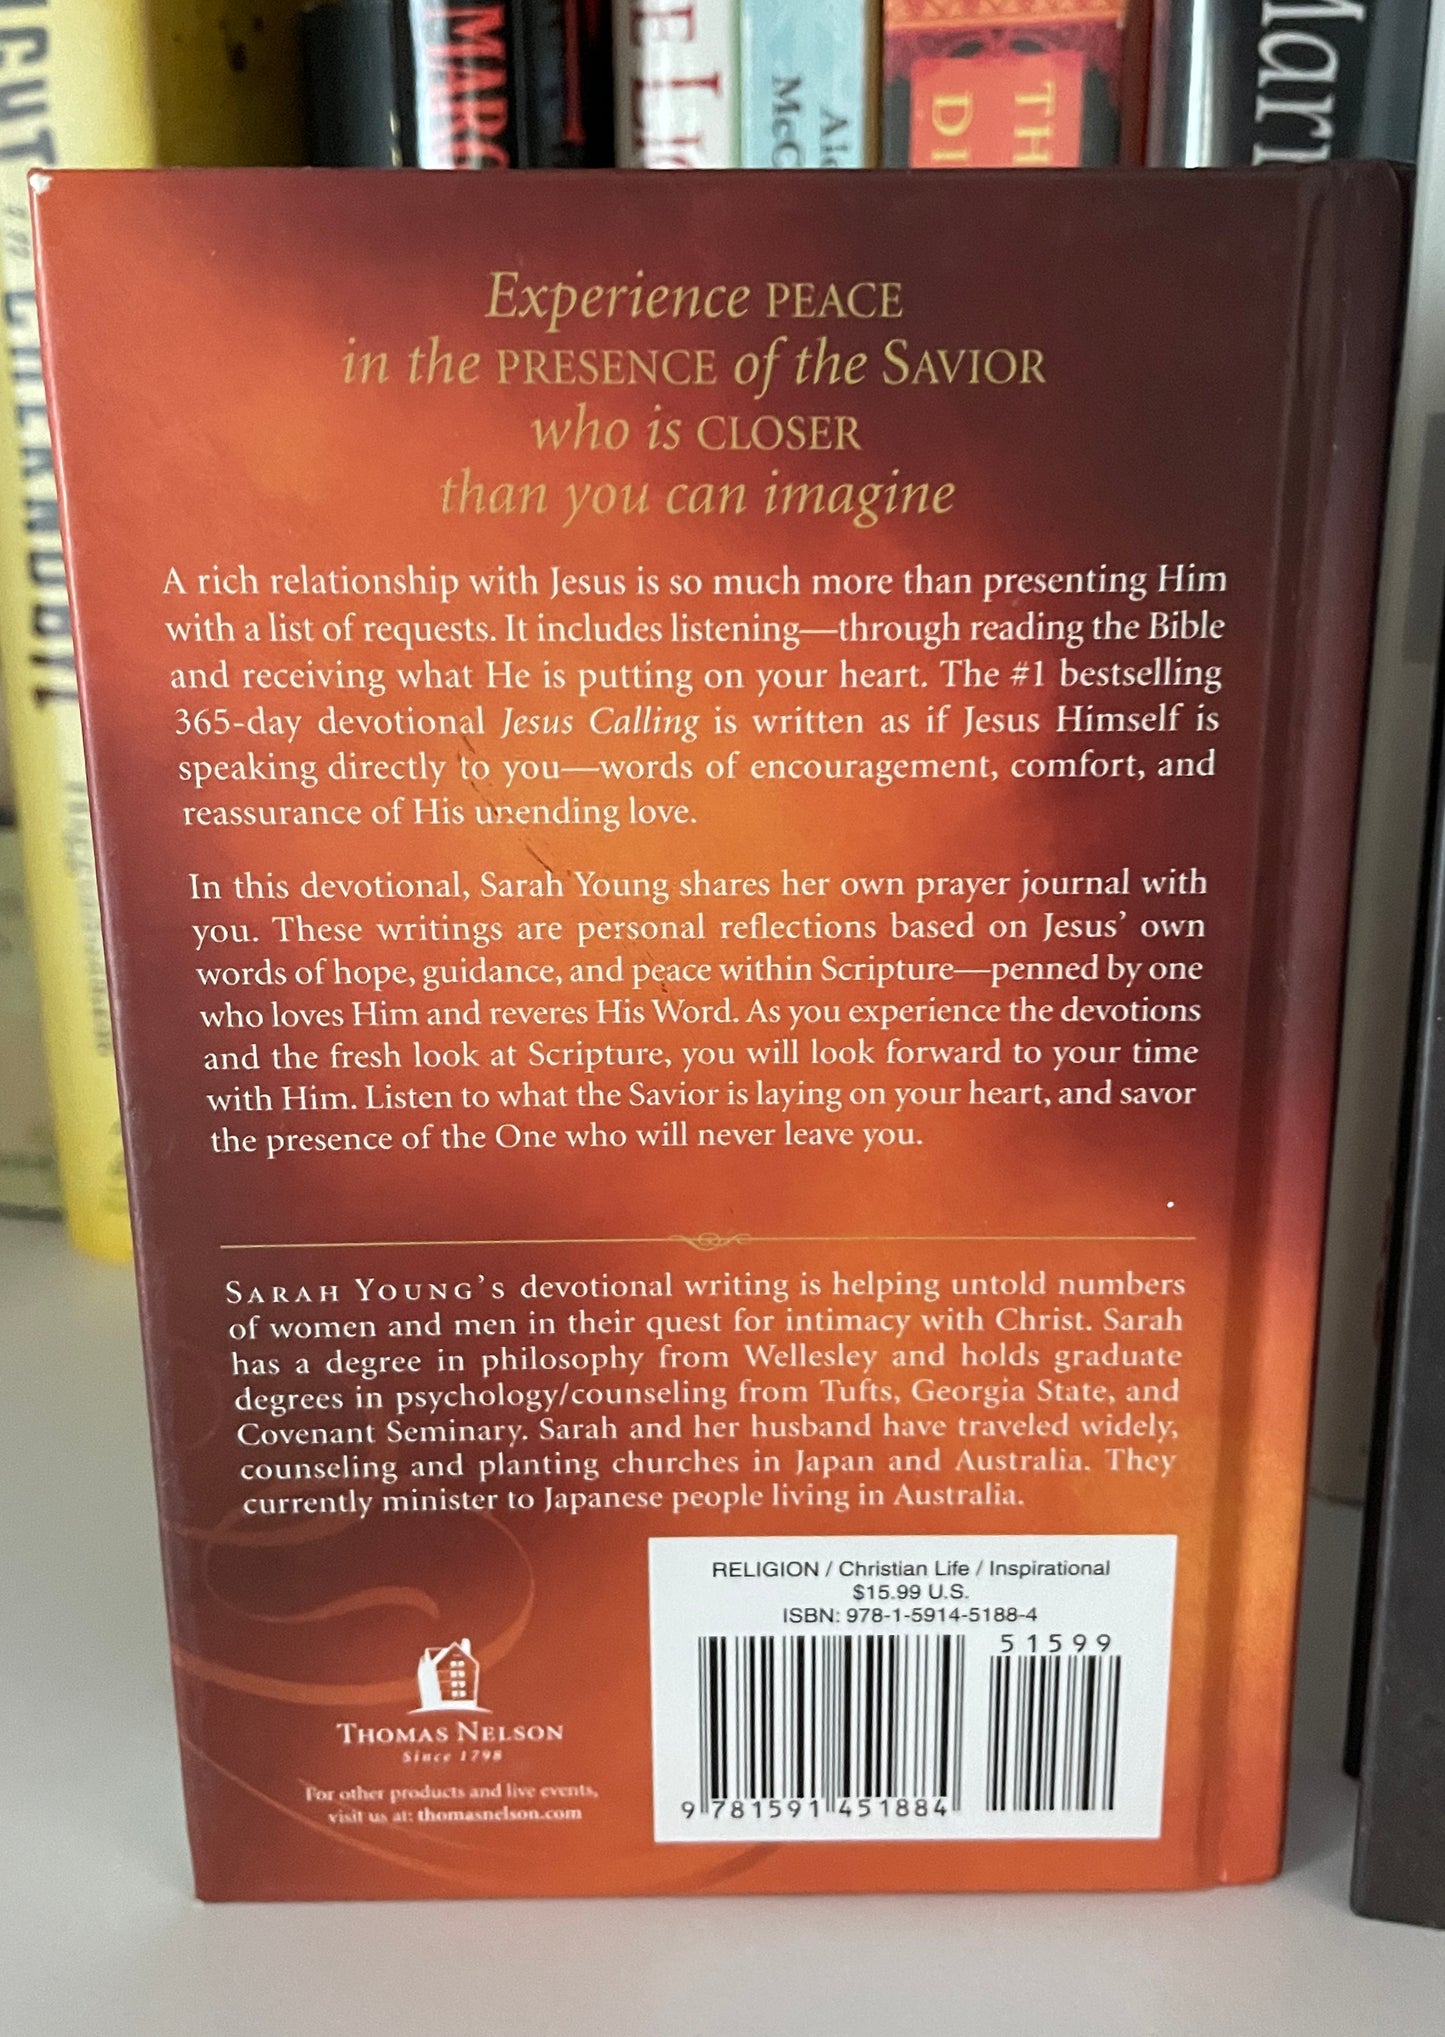 MARG
E LI
Al
McC
TH
DI
Mar
Experience PEACE
in the PRESENCE of the SAVIOR
who is CLOSER
than you can imagine
A rich relationship with Jesus is so much more than presenting Him
with a list of requests. It includes listening—through reading the Bible
and receiving what He is putting on your heart. The #1 bestselling
365-day devotional Jesus Calling is written as if Jesus Himself is
speaking directly to you—words of encouragement, comfort, and
reassurance of His unending love.
In this devotional, Sarah Young shares her own prayer journal with
you. These writings are personal reflections based on Jesus’ own
words of hope, guidance, and peace within Scripture—penned by one
who loves Him and reveres His Word. As you experience the devotions
and the fresh look at Scripture, you will look forward to your time
with Him. Listen to what the Savior is laying on your heart, and savor
the presence of the One who will never leave you.
SARAH YOUNG’S devotional writing is helping untold numbers
of women and men in their quest for intimacy with Christ. Sarah
has a degree in philosophy from Wellesley and holds graduate
degrees in psychology/counseling from Tufts, Georgia State, and
Covenant Seminary. Sarah and her husband have traveled widely,
counseling and planting churches in Japan and Australia. They
currently minister to Japanese people living in Australia.
RELIGION / Christian Life / Inspirational
$15.99 U.S.
ISBN: 978-1-5914-5188-4
51599
9 781591 451884
THOMAS NELSON
Since 1798
For other products and live events,
visit us at: thomasnelson.com